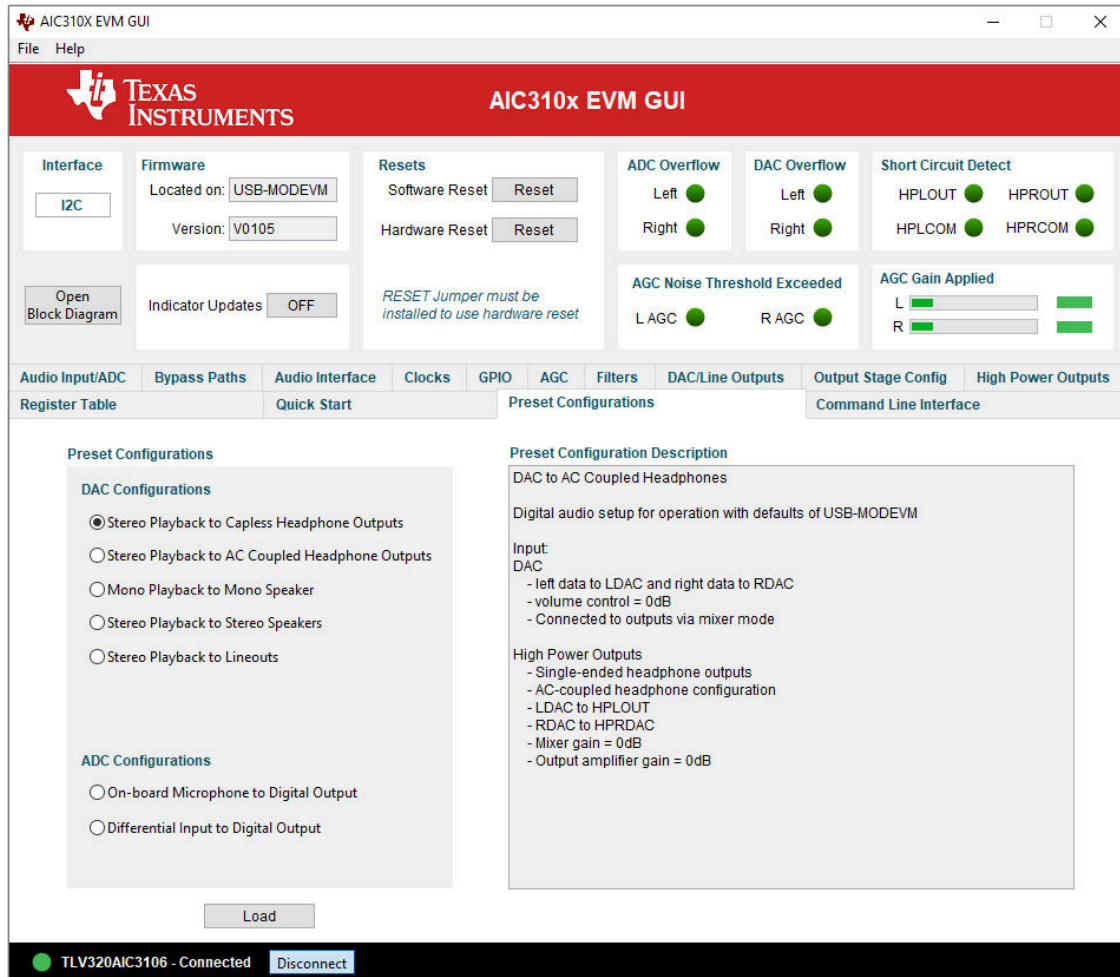 AIC310X EVM GUI
File Help
TEXAS
INSTRUMENTS
AIC310x EVM GUI
Interface
I2C
Firmware
Located on: USB-MODEVM
Version: V0105
Resets
Software Reset Reset
Hardware Reset Reset
RESET Jumper must be
installed to use hardware reset
ADC Overflow
Left
Right
DAC Overflow
Left
Right
Short Circuit Detect
HPLOUT HPROUT
HPLCOM HPRCOM
Open
Block Diagram
Indicator Updates OFF
AGC Noise Threshold Exceeded
L AGC R AGC
AGC Gain Applied
L
R
Audio Input/ADC Bypass Paths Audio Interface Clocks GPIO AGC Filters DAC/Line Outputs Output Stage Config High Power Outputs
Register Table Quick Start Preset Configurations Command Line Interface
Preset Configurations
DAC Configurations
Stereo Playback to Capless Headphone Outputs
Stereo Playback to AC Coupled Headphone Outputs
Mono Playback to Mono Speaker
Stereo Playback to Stereo Speakers
Stereo Playback to Lineouts
ADC Configurations
On-board Microphone to Digital Output
Differential Input to Digital Output
Load
Preset Configuration Description
DAC to AC Coupled Headphones
Digital audio setup for operation with defaults of USB-MODEVM
Input:
DAC
- left data to LDAC and right data to RDAC
- volume control = 0dB
- Connected to outputs via mixer mode
High Power Outputs
- Single-ended headphone outputs
- AC-coupled headphone configuration
- LDAC to HPLOUT
- RDAC to HPRDAC
- Mixer gain = 0dB
- Output amplifier gain = 0dB
TLV320AIC3106 - Connected Disconnect